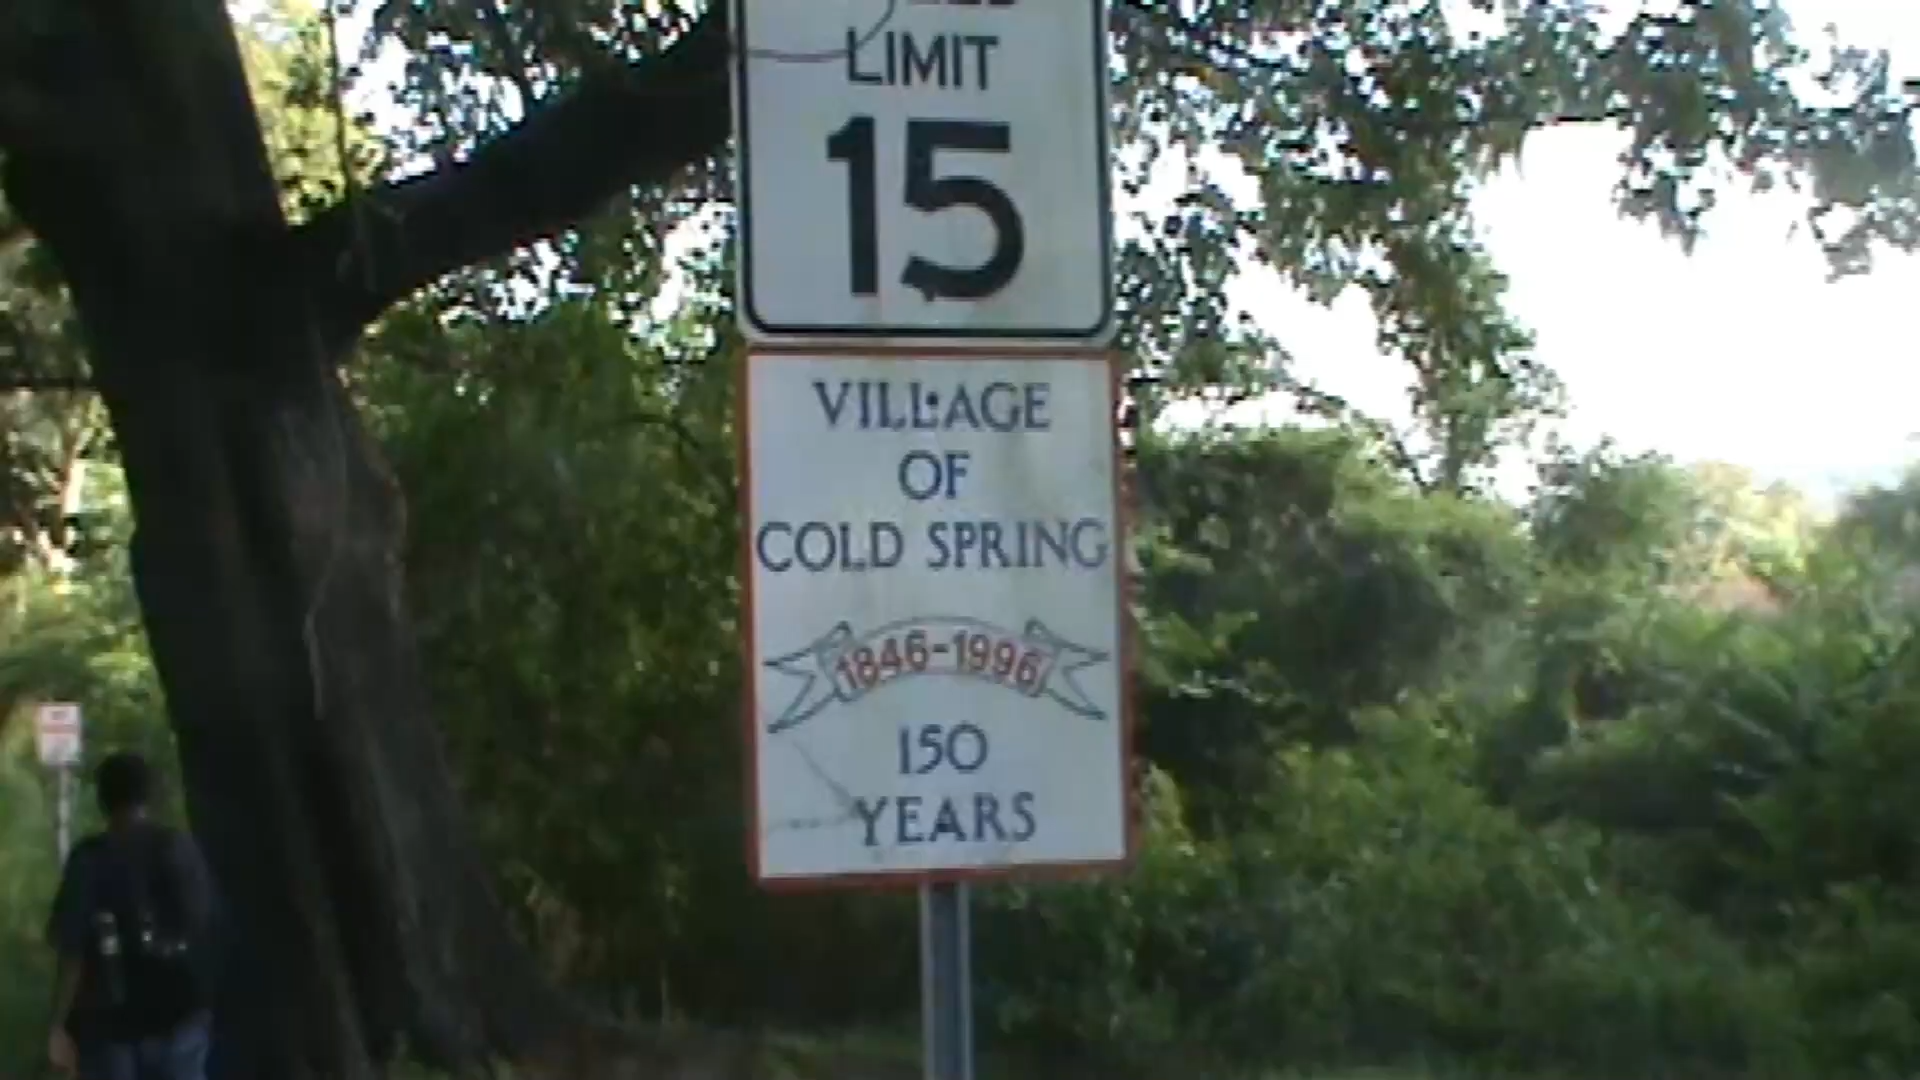 LIMIT
15
VILLAGE
OF
COLD SPRING
1846-1996
150
YEARS